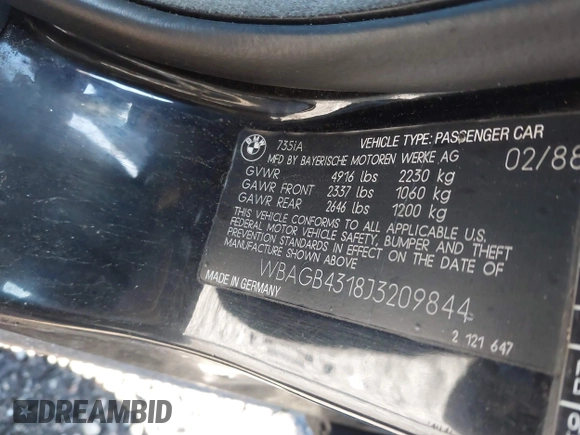 BMW 735iA VEHICLE TYPE: PASSENGER CAR
MFD BY BAYERISCHE MOTOREN WERKE AG 02/88
GVWR 4916 lbs 2230 kg
GAWR FRONT 2337 lbs 1060 kg
GAWR REAR 2646 lbs 1200 kg
THIS VEHICLE CONFORMS TO ALL APPLICABLE U.S.
FEDERAL MOTOR VEHICLE SAFETY, BUMPER AND THEFT
PREVENTION STANDARDS IN EFFECT ON THE DATE OF
MANUFACTURE SHOWN ABOVE
WBAGB4318J3209844
MADE IN GERMANY
2 121 647
DREAMBID